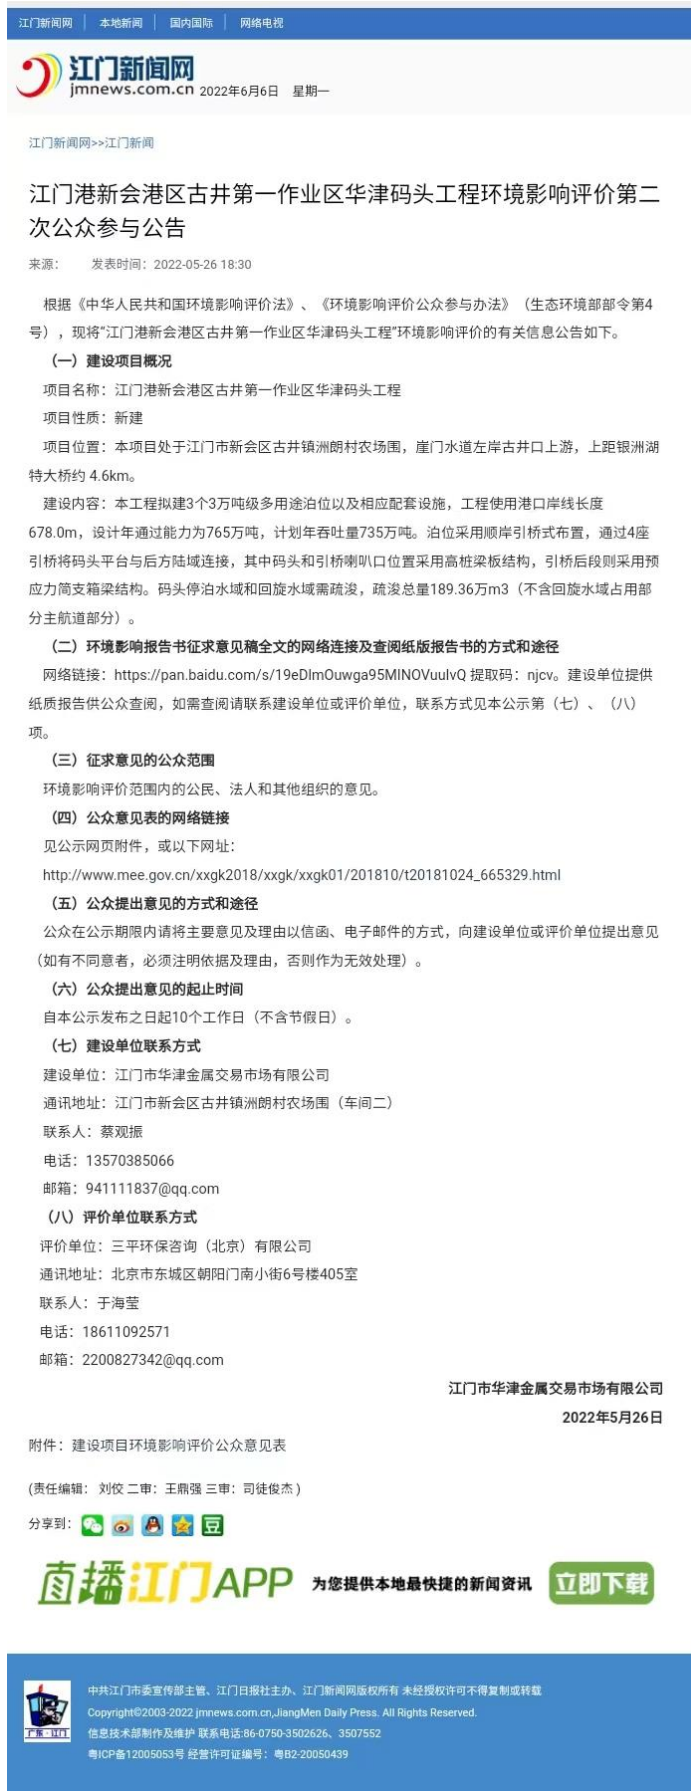 江门新闻网 本地新闻 国内国际 网络电视
江门新闻网
jmnews.com.cn 2022年6月6日 星期一
江门新闻网>>江门新闻
江门港新会港区古井第一作业区华津码头工程环境影响评价第二
次公众参与公告
来源： 发表时间：2022-05-26 18:30
根据《中华人民共和国环境影响评价法》、《环境影响评价公众参与办法》（生态环境部部令第4
号），现将“江门港新会港区古井第一作业区华津码头工程”环境影响评价的有关信息公告如下。
（一）建设项目概况
项目名称：江门港新会港区古井第一作业区华津码头工程
项目性质：新建
项目位置：本项目处于江门市新会区古井镇洲朗村农场围，崖门水道左岸古井口上游，上距银洲湖
特大桥约 4.6km。
建设内容：本工程拟建3个3万吨级多用途泊位以及相应配套设施，工程使用港口岸线长度
678.0m，设计年通过能力为765万吨，计划年吞吐量735万吨。泊位采用顺岸引桥式布置，通过4座
引桥将码头平台与后方陆域连接，其中码头和引桥喇叭口位置采用高桩梁板结构，引桥后段则采用预
应力简支箱梁结构。码头停泊水域和回旋水域需疏浚，疏浚总量189.36万m3（不含回旋水域占用部
分主航道部分）。
（二）环境影响报告书征求意见稿全文的网络连接及查阅纸版报告书的方式和途径
网络链接：https://pan.baidu.com/s/19eDlmOuwga95MlNOVuulvQ 提取码：njcv。建设单位提供
纸质报告供公众查阅，如需查阅请联系建设单位或评价单位，联系方式见本公示第（七）、（八）
项。
（三）征求意见的公众范围
环境影响评价范围内的公民、法人和其他组织的意见。
（四）公众意见表的网络链接
见公示网页附件，或以下网址：
http://www.mee.gov.cn/xxgk2018/xxgk/xxgk01/201810/t20181024_665329.html
（五）公众提出意见的方式和途径
公众在公示期限内请将主要意见及理由以信函、电子邮件的方式，向建设单位或评价单位提出意见
（如有不同意者，必须注明依据及理由，否则作为无效处理）。
（六）公众提出意见的起止时间
自本公示发布之日起10个工作日（不含节假日）。
（七）建设单位联系方式
建设单位：江门市华津金属交易市场有限公司
通讯地址：江门市新会区古井镇洲朗村农场围（车间二）
联系人：蔡观振
电话：13570385066
邮箱：941111837@qq.com
（八）评价单位联系方式
评价单位：三平环保咨询（北京）有限公司
通讯地址：北京市东城区朝阳门南小街6号楼405室
联系人：于海莹
电话：18611092571
邮箱：2200827342@qq.com
江门市华津金属交易市场有限公司
2022年5月26日
附件：建设项目环境影响评价公众意见表
(责任编辑： 刘佼 二审：王鼎强 三审：司徒俊杰 )
分享到： 豆
直播江门APP 为您提供本地最快捷的新闻资讯 立即下载
中共江门市委宣传部主管、江门日报社主办、江门新闻网版权所有 未经授权许可不得复制或转载
Copyright©2003-2022 jmnews.com.cn,JiangMen Daily Press. All Rights Reserved.
广东·江门 信息技术部制作及维护 联系电话:86-0750-3502626、3507552
粤ICP备12005053号 经营许可证编号：粤B2-20050439